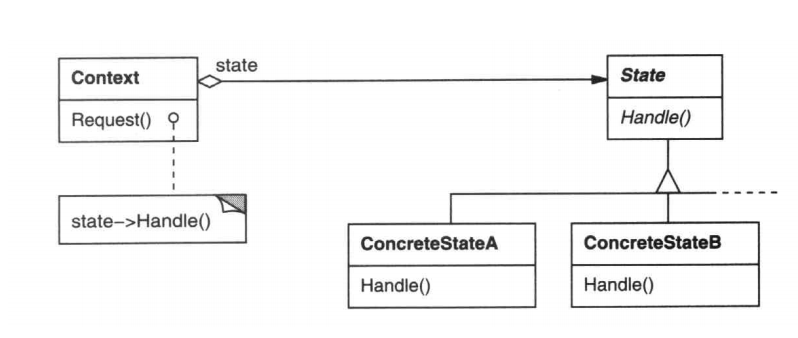 Context
state
State
Request()
Handle()
state–>Handle()
ConcreteStateA
ConcreteStateB
Handle()
Handle()